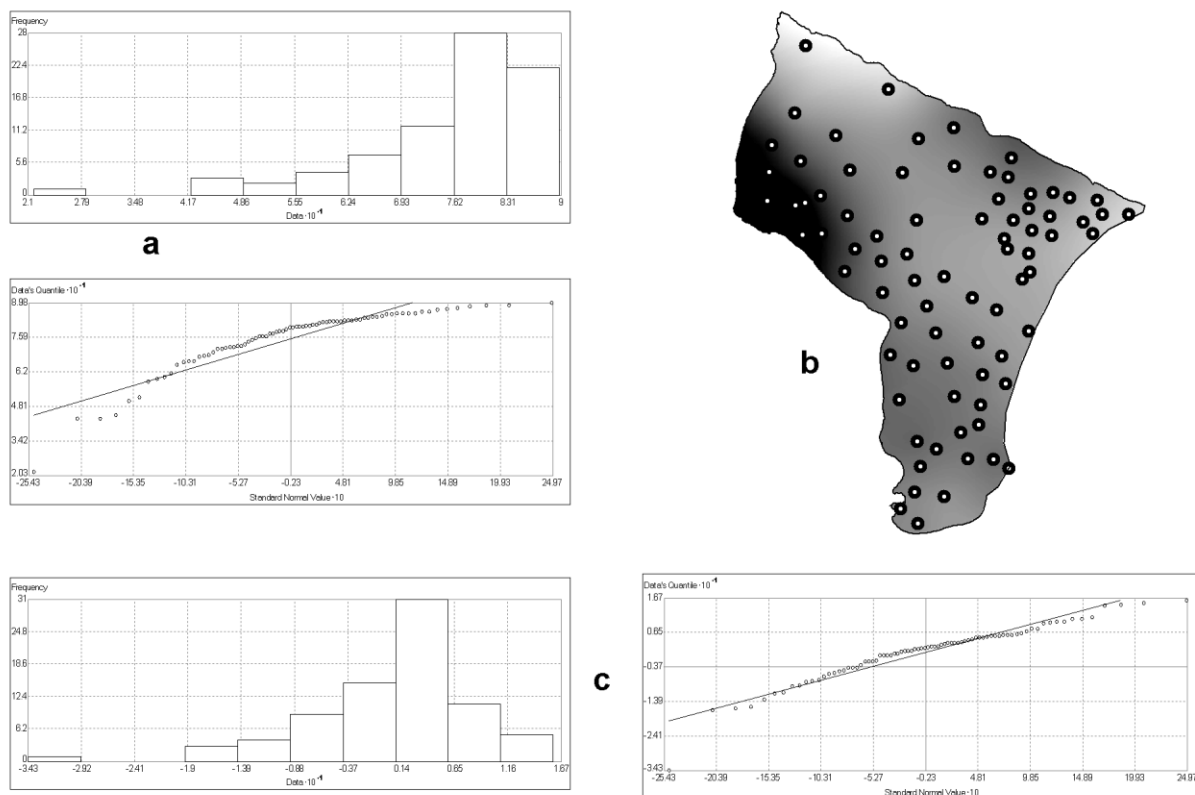 Frequency
28
22.4
16.8
11.2
5.6
0
2.1 2.79 3.48 4.17 4.86 5.55 6.24 6.93 7.62 8.31 9
Data · 10⁻¹
a
Data's Quantile · 10⁻¹
8.98
7.59
6.2
4.81
3.42
2.03
-25.43 -20.39 -15.35 -10.31 -5.27 -0.23 4.81 9.85 14.89 19.93 24.97
Standard Normal Value · 10
b
Frequency
31
24.8
18.6
12.4
6.2
0
-3.43 -2.92 -2.41 -1.9 -1.39 -0.88 -0.37 0.14 0.65 1.16 1.67
Data · 10⁻¹
c
Data's Quantile · 10⁻¹
1.67
0.65
-0.37
-1.39
-2.41
-3.43
-25.43 -20.39 -15.35 -10.31 -5.27 -0.23 4.81 9.85 14.89 19.93 24.97
Standard Normal Value · 10